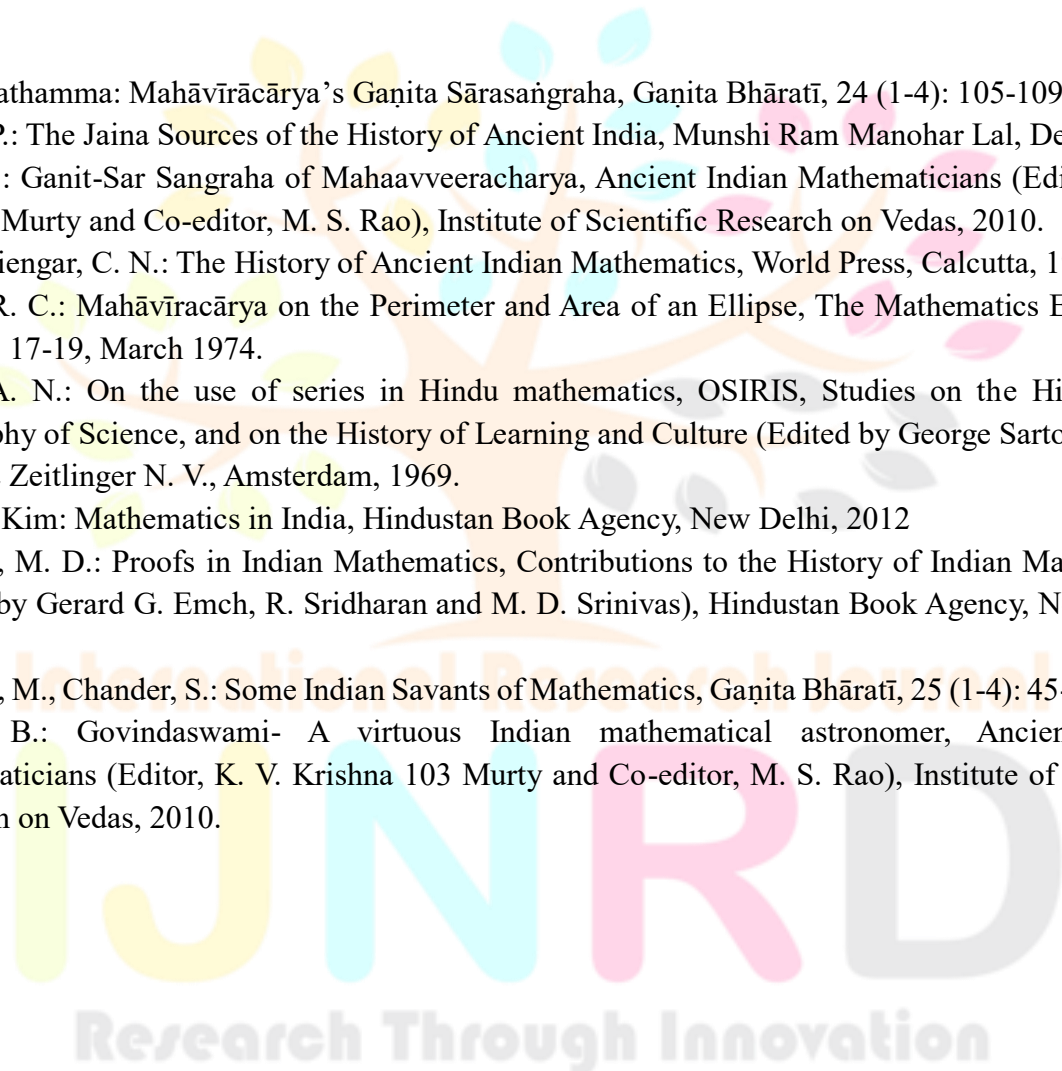 athamma: Mahāvīrācārya’s Gaṇita Sārasaṅgraha, Gaṇita Bhāratī, 24 (1-4): 105-109
P.: The Jaina Sources of the History of Ancient India, Munshi Ram Manohar Lal, De
: Ganit-Sar Sangraha of Mahaavveeracharya, Ancient Indian Mathematicians (Edi
Murty and Co-editor, M. S. Rao), Institute of Scientific Research on Vedas, 2010.
iengar, C. N.: The History of Ancient Indian Mathematics, World Press, Calcutta, 1
R. C.: Mahāvīracārya on the Perimeter and Area of an Ellipse, The Mathematics E
17-19, March 1974.
A. N.: On the use of series in Hindu mathematics, OSIRIS, Studies on the Hi
phy of Science, and on the History of Learning and Culture (Edited by George Sarto
Zeitlinger N. V., Amsterdam, 1969.
Kim: Mathematics in India, Hindustan Book Agency, New Delhi, 2012
, M. D.: Proofs in Indian Mathematics, Contributions to the History of Indian Ma
by Gerard G. Emch, R. Sridharan and M. D. Srinivas), Hindustan Book Agency, N
International Research Journal
, M., Chander, S.: Some Indian Savants of Mathematics, Gaṇita Bhāratī, 25 (1-4): 45-
B.: Govindaswami- A virtuous Indian mathematical astronomer, Ancien
aticians (Editor, K. V. Krishna 103 Murty and Co-editor, M. S. Rao), Institute of
n on Vedas, 2010.
IJNRD
Research Through Innovation